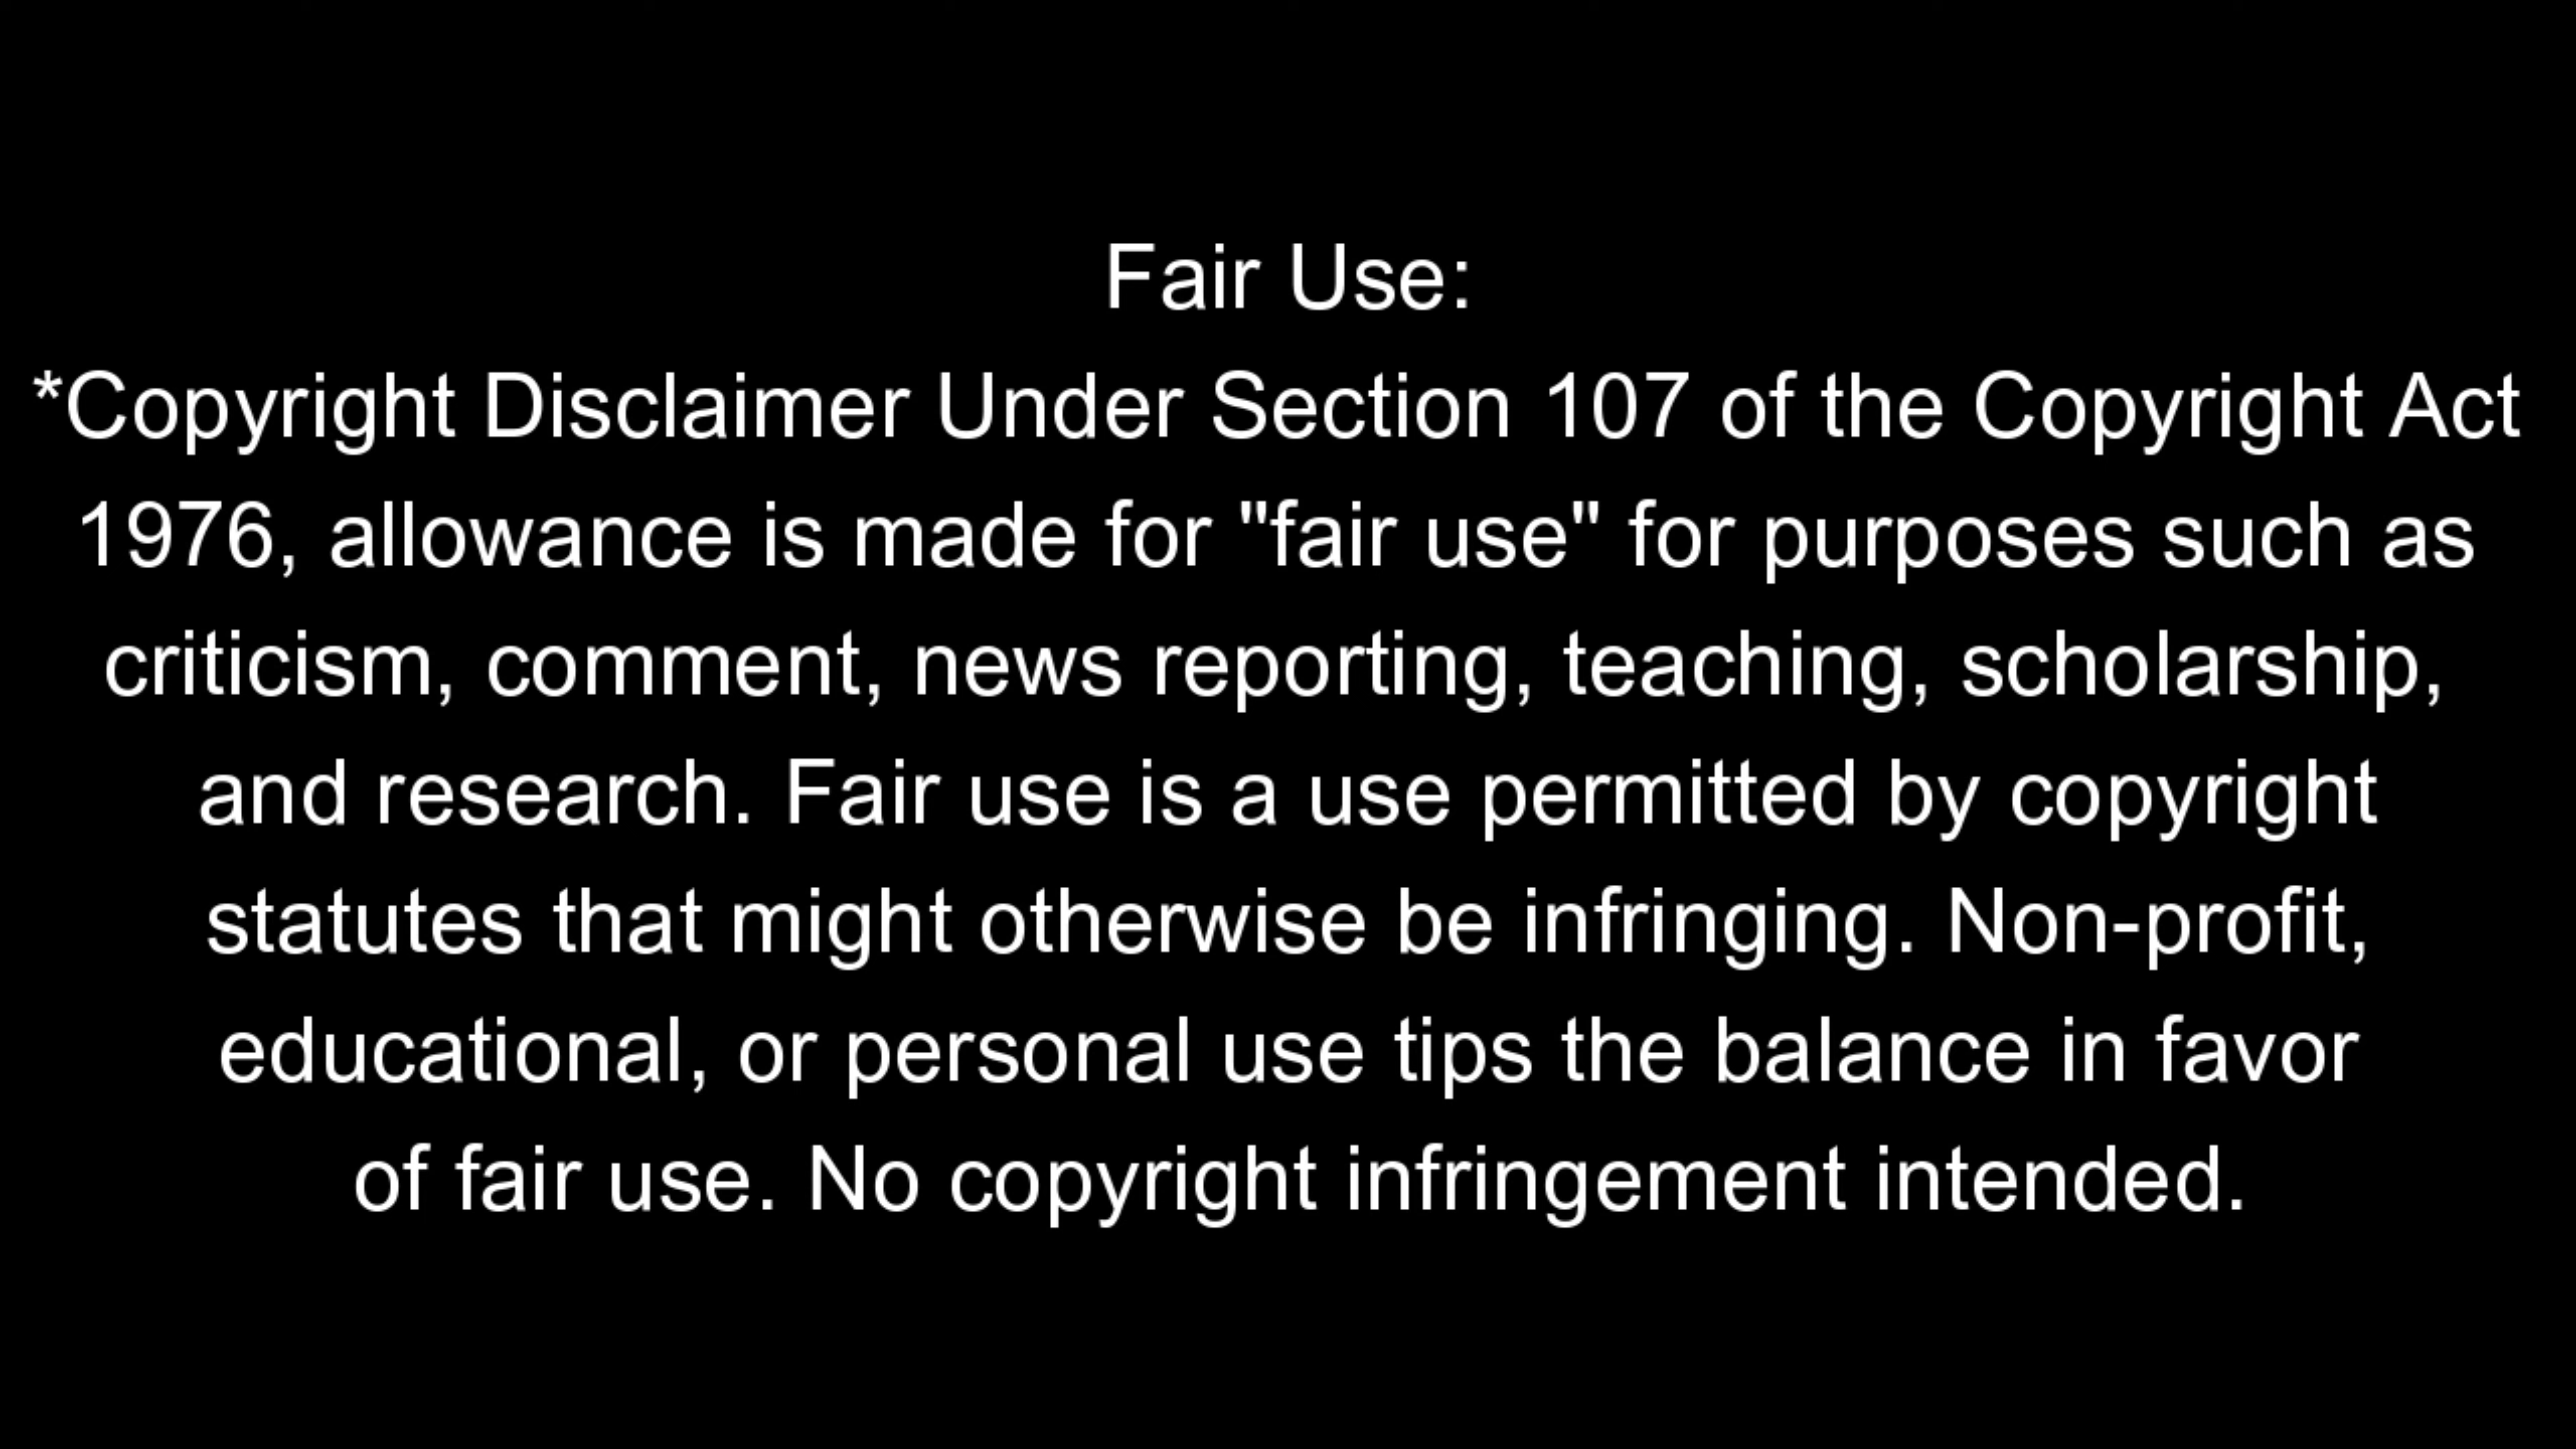 Fair Use:
*Copyright Disclaimer Under Section 107 of the Copyright Act
1976, allowance is made for "fair use" for purposes such as
criticism, comment, news reporting, teaching, scholarship,
and research. Fair use is a use permitted by copyright
statutes that might otherwise be infringing. Non-profit,
educational, or personal use tips the balance in favor
of fair use. No copyright infringement intended.